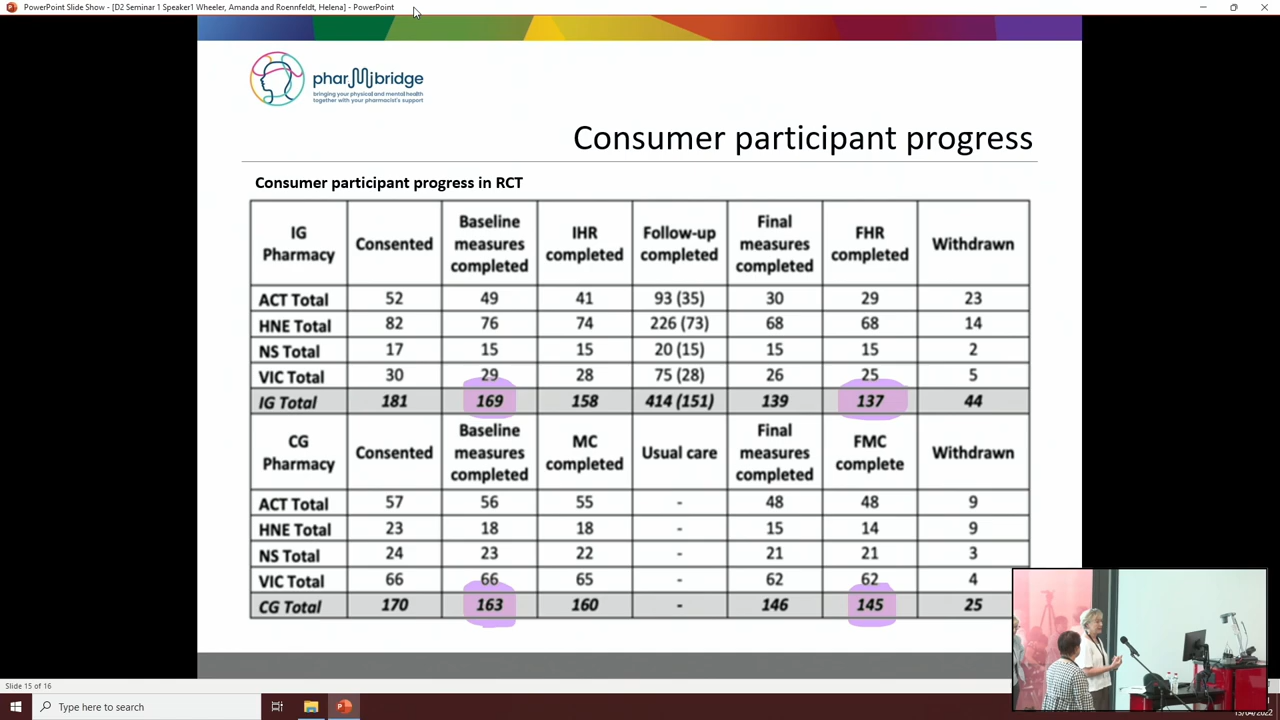 PowerPoint Slide Show - [D2 Seminar 1 Speaker1 Wheeler, Amanda and Roennfeldt, Helena] - PowerPoint
pharMIbridge
bringing your physical and mental health
together with your pharmacist's support
Consumer participant progress
Consumer participant progress in RCT
IG Pharmacy Consented Baseline measures completed IHR completed Follow-up completed Final measures completed FHR completed Withdrawn
ACT Total 52 49 41 93 (35) 30 29 23
HNE Total 82 76 74 226 (73) 68 68 14
NS Total 17 15 15 20 (15) 15 15 2
VIC Total 30 29 28 75 (28) 26 25 5
IG Total 181 169 158 414 (151) 139 137 44
CG Pharmacy Consented Baseline measures completed MC completed Usual care Final measures completed FMC complete Withdrawn
ACT Total 57 56 55 - 48 48 9
HNE Total 23 18 18 - 15 14 9
NS Total 24 23 22 - 21 21 3
VIC Total 66 66 65 - 62 62 4
CG Total 170 163 160 - 146 145 25
Slide 15 of 16
Type here to search